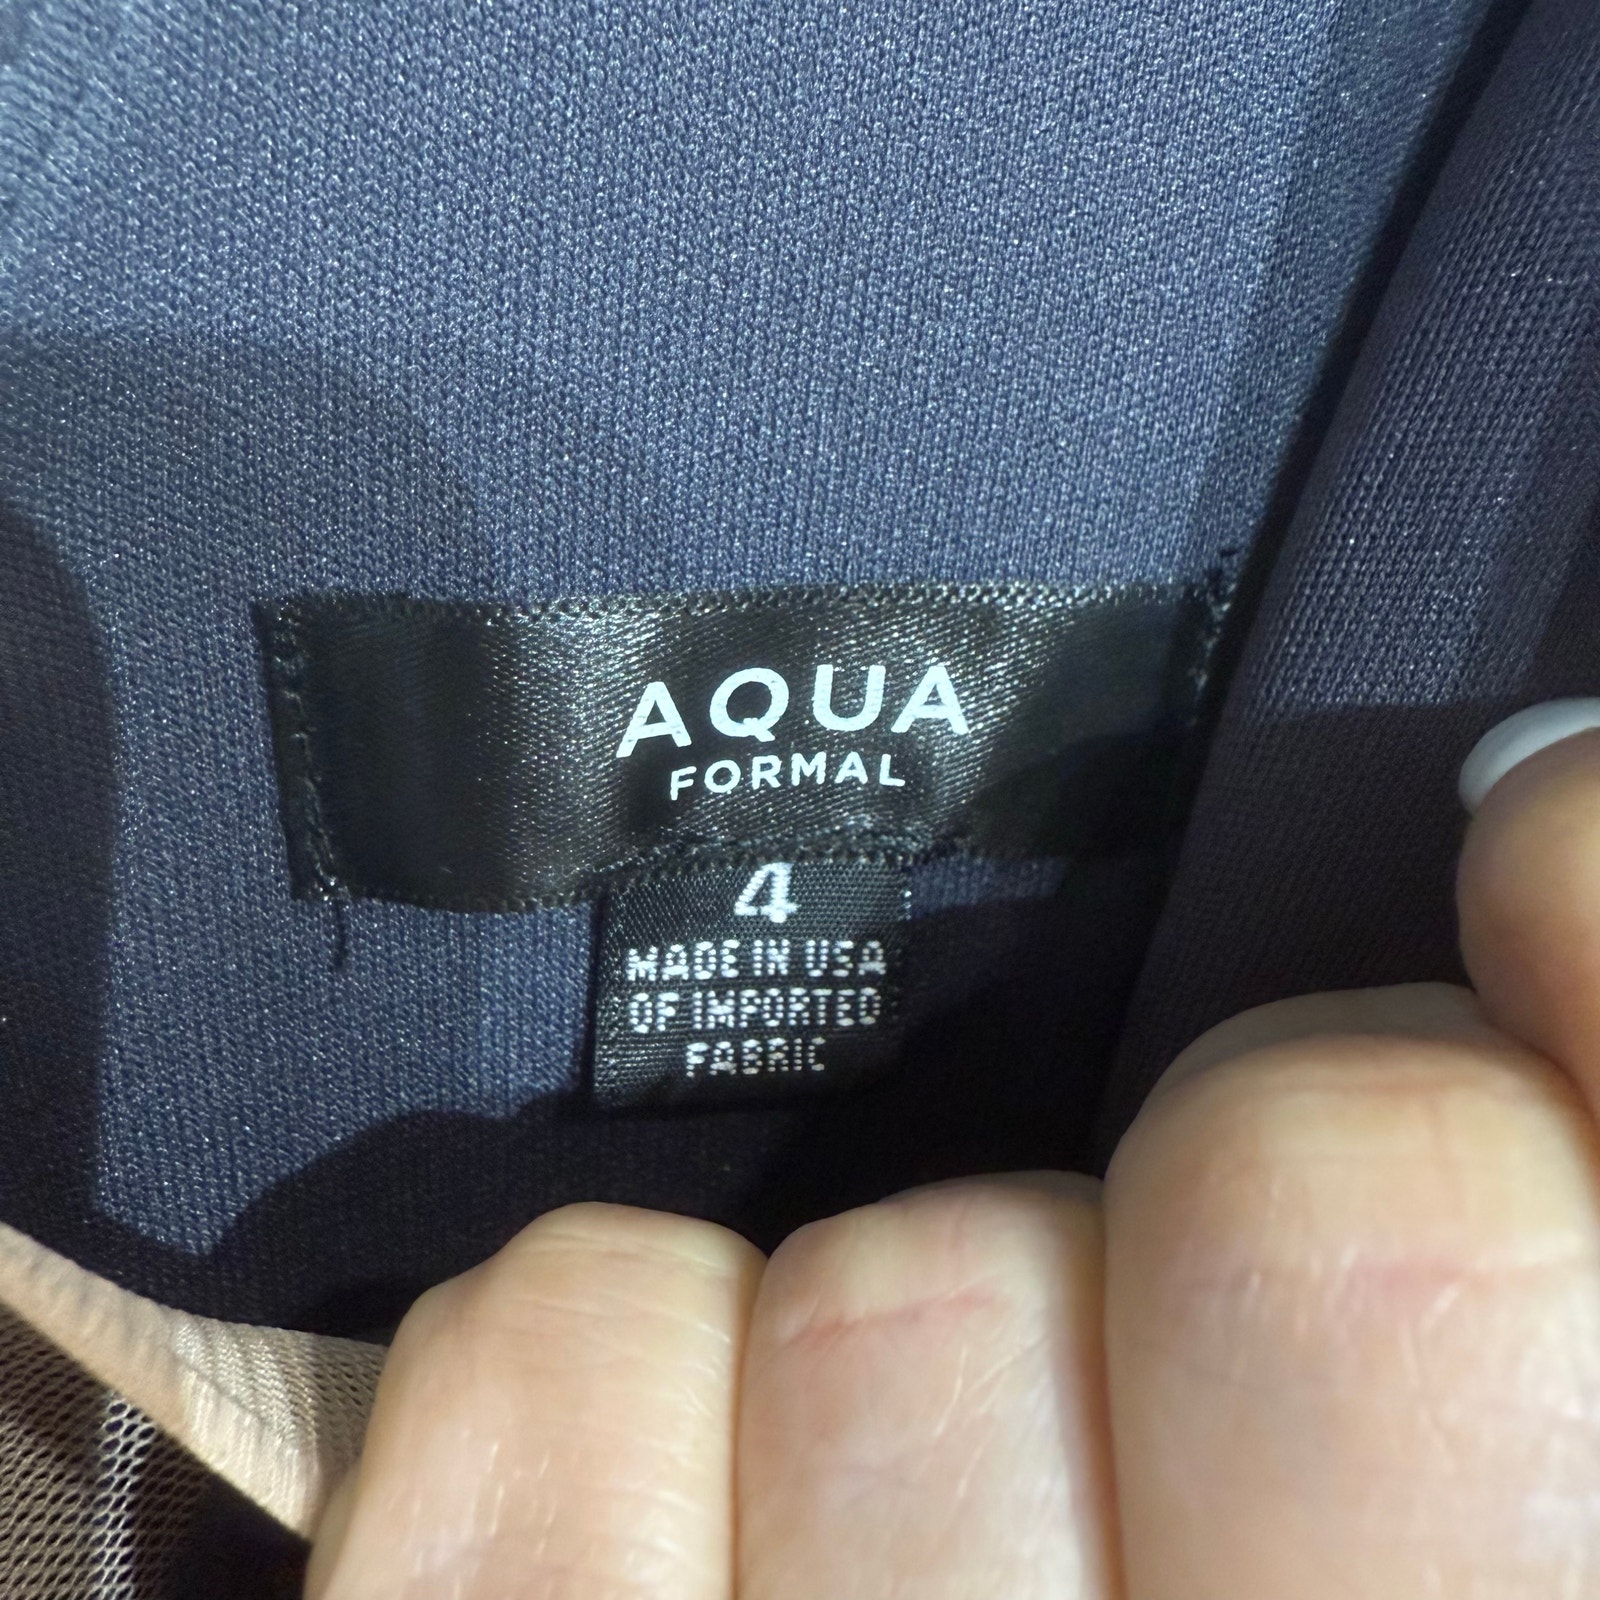 AQUA
FORMAL
4
MADE IN USA
OF IMPORTED
FABRIC